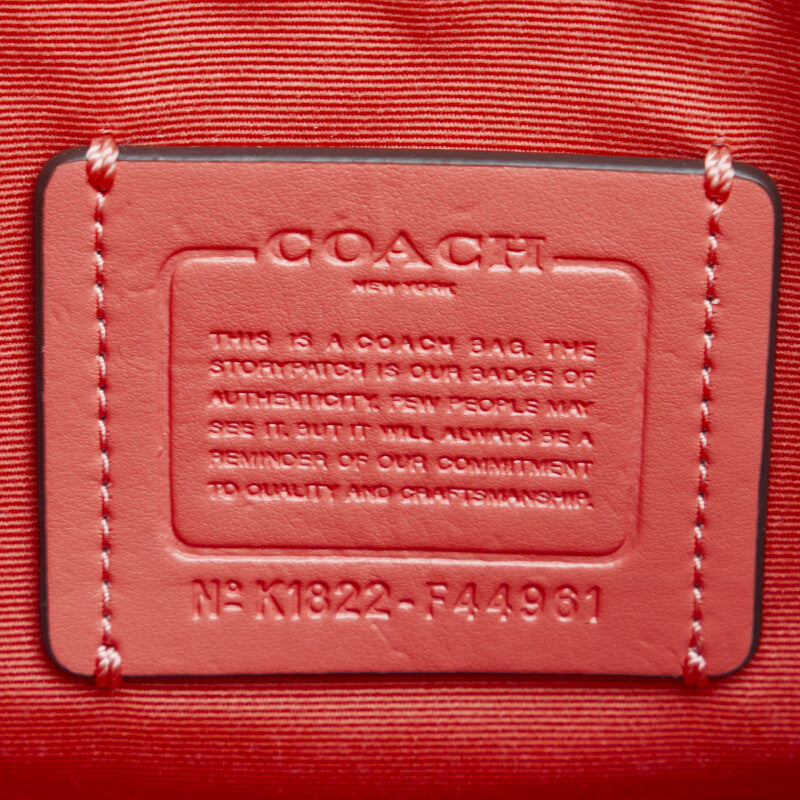 COACH
NEW YORK
THIS IS A COACH BAG. THE
STORYPATCH IS OUR BADGE OF
AUTHENTICITY. FEW PEOPLE MAY
SEE IT. BUT IT WILL ALWAYS BE A
REMINDER OF OUR COMMITMENT
TO QUALITY AND CRAFTSMANSHIP.
Nº K1822-F44961